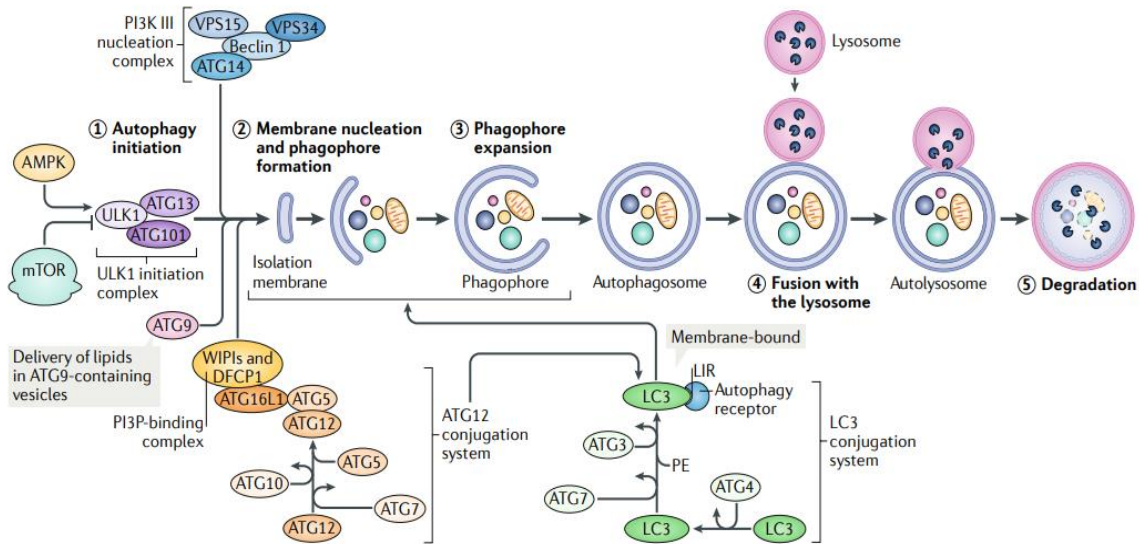 PI3K III
nucleation
complex
VPS15
VPS34
Beclin 1
ATG14
Lysosome
① Autophagy
initiation
② Membrane nucleation
and phagophore
formation
③ Phagophore
expansion
AMPK
ULK1
ATG13
ATG101
mTOR
ULK1 initiation
complex
Isolation
membrane
Phagophore
Autophagosome
④ Fusion with
the lysosome
Autolysosome
⑤ Degradation
ATG9
Delivery of lipids
in ATG9-containing
vesicles
WIPIs and
DFCP1
ATG16L1
ATG5
ATG12
PI3P-binding
complex
ATG5
ATG10
ATG7
ATG12
ATG12
conjugation
system
Membrane-bound
LC3
LIR
Autophagy
receptor
ATG3
PE
ATG7
ATG4
LC3
LC3
LC3
conjugation
system